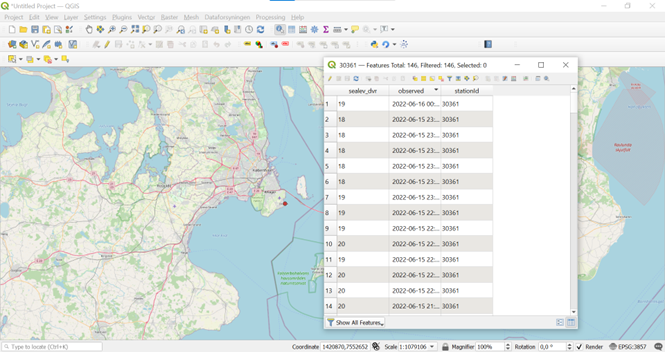 *Untitled Project — QGIS
Project Edit View Layer Settings Plugins Vector Raster Mesh Dataforsyningen Processing Help
30361 — Features Total: 146, Filtered: 146, Selected: 0
sealev_dvr observed stationId
1 19 2022-06-16 00:... 30361
2 18 2022-06-15 23:... 30361
3 18 2022-06-15 23:... 30361
4 18 2022-06-15 23:... 30361
5 18 2022-06-15 23:... 30361
6 18 2022-06-15 23:... 30361
7 19 2022-06-15 23:... 30361
8 19 2022-06-15 22:... 30361
9 19 2022-06-15 22:... 30361
10 20 2022-06-15 22:... 30361
11 19 2022-06-15 22:... 30361
12 20 2022-06-15 22:... 30361
13 20 2022-06-15 22:... 30361
14 20 2022-06-15 21:... 30361
Show All Features
Type to locate (Ctrl+K) Coordinate 1420870,7552652 Scale 1:1079106 Magnifier 100% Rotation 0,0 ° Render EPSG:3857